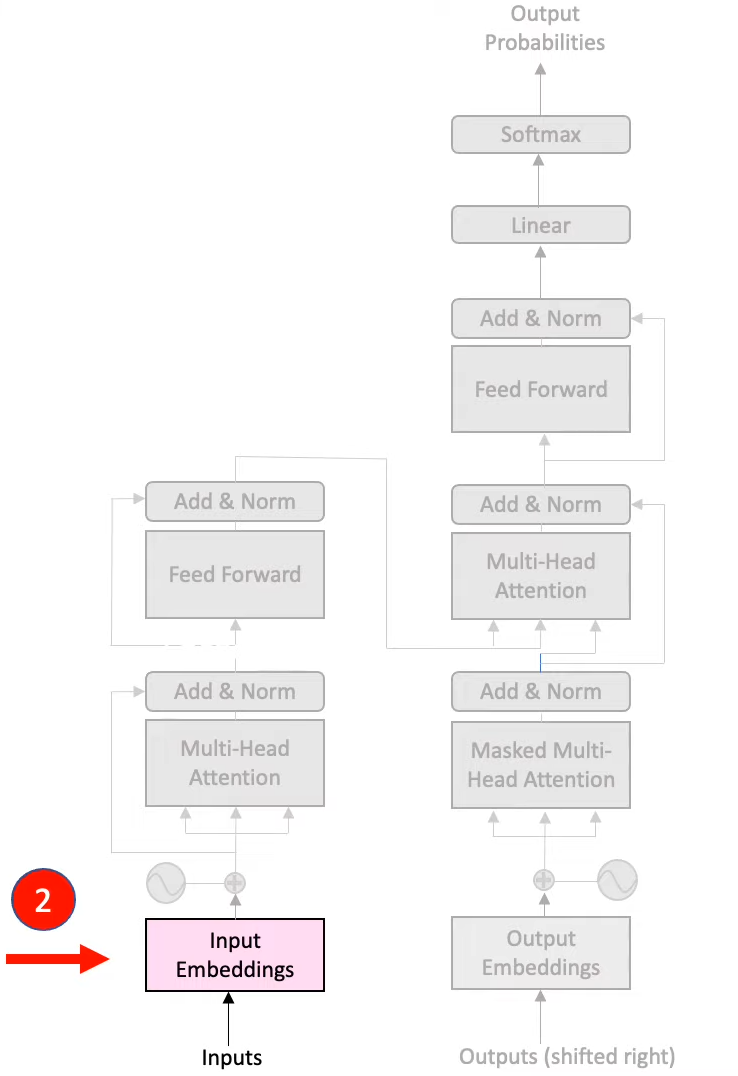 Output
Probabilities
Softmax
Linear
Add & Norm
Feed Forward
Add & Norm
Multi-Head
Attention
Add & Norm
Masked Multi-
Head Attention
Output
Embeddings
Outputs (shifted right)
Add & Norm
Feed Forward
Add & Norm
Multi-Head
Attention
2
Input
Embeddings
Inputs